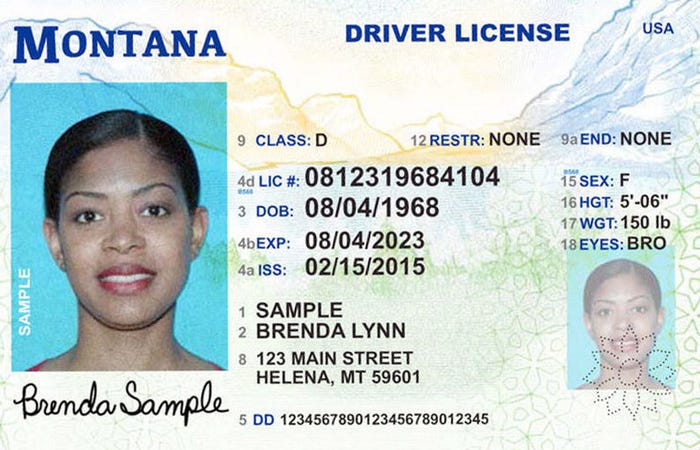 MONTANA
DRIVER LICENSE
USA
9 CLASS: D
12 RESTR: NONE
9a END: NONE
4d LIC #: 0812319684104
B568
3 DOB: 08/04/1968
4b EXP: 08/04/2023
4a ISS: 02/15/2015
B568
15 SEX: F
16 HGT: 5'-06"
17 WGT: 150 lb
18 EYES: BRO
1 SAMPLE
2 BRENDA LYNN
8 123 MAIN STREET
HELENA, MT 59601
5 DD 1234567890123456789012345
SAMPLE
Brenda Sample